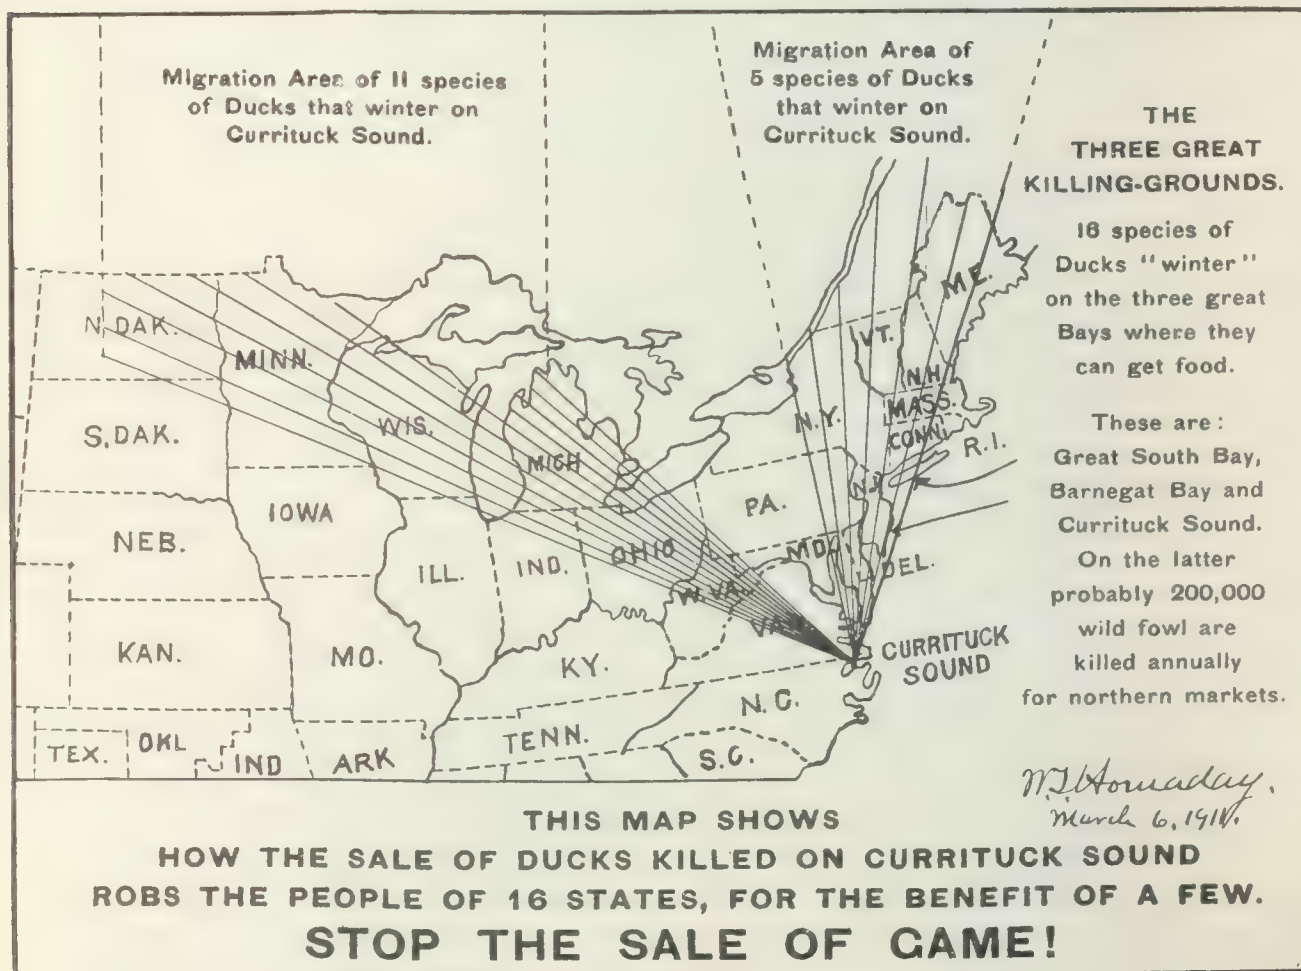 Migration Area of 11 species
of Ducks that winter on
Currituck Sound.
Migration Area of
5 species of Ducks
that winter on
Currituck Sound.
THE
THREE GREAT
KILLING-GROUNDS.
16 species of
Ducks "winter"
on the three great
Bays where they
can get food.
These are:
Great South Bay,
Barnegat Bay and
Currituck Sound.
On the latter
probably 200,000
wild fowl are
killed annually
for northern markets.
N. DAK.
MINN.
S. DAK.
WIS.
MICH
IOWA
NEB.
ILL.
IND.
OHIO
KAN.
MO.
KY.
W. VA.
VA.
TEX.
OKL
IND
ARK
TENN.
N. C.
S. C.
ME.
VT.
N.H
MASS.
CONN.
R.I.
N.Y.
PA.
N.J.
MD.
DEL.
CURRITUCK
SOUND
W.T. Hornaday.
March 6, 1911.
THIS MAP SHOWS
HOW THE SALE OF DUCKS KILLED ON CURRITUCK SOUND
ROBS THE PEOPLE OF 16 STATES, FOR THE BENEFIT OF A FEW.
STOP THE SALE OF GAME!